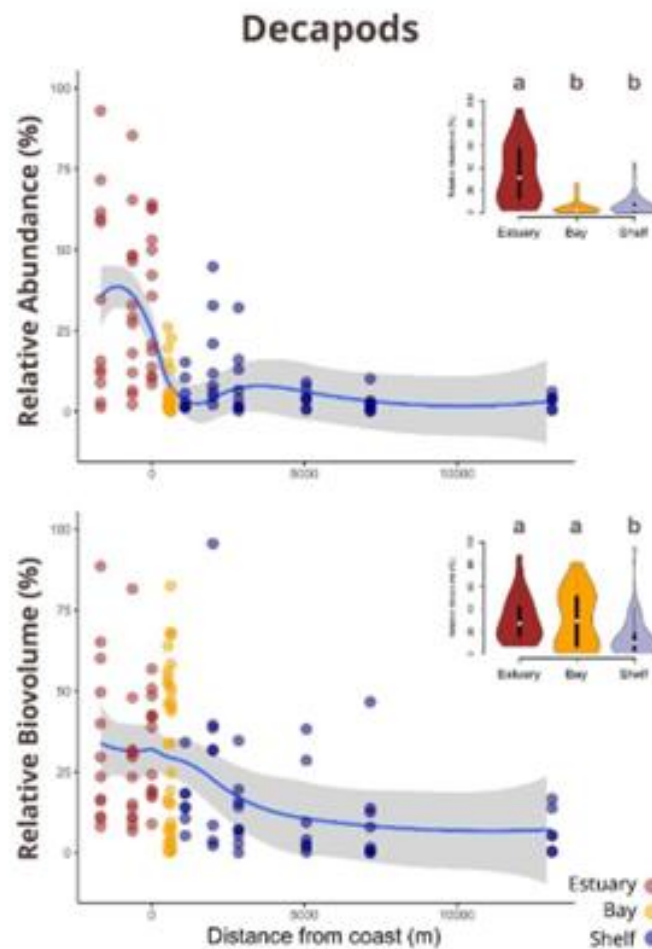 Decapods
Relative Abundance (%)
100
75
50
25
0
0
5000
10000
a b b
Estuary Bay Shelf
Relative Biovolume (%)
100
75
50
25
0
0
5000
10000
Distance from coast (m)
a a b
Estuary Bay Shelf
Estuary
Bay
Shelf